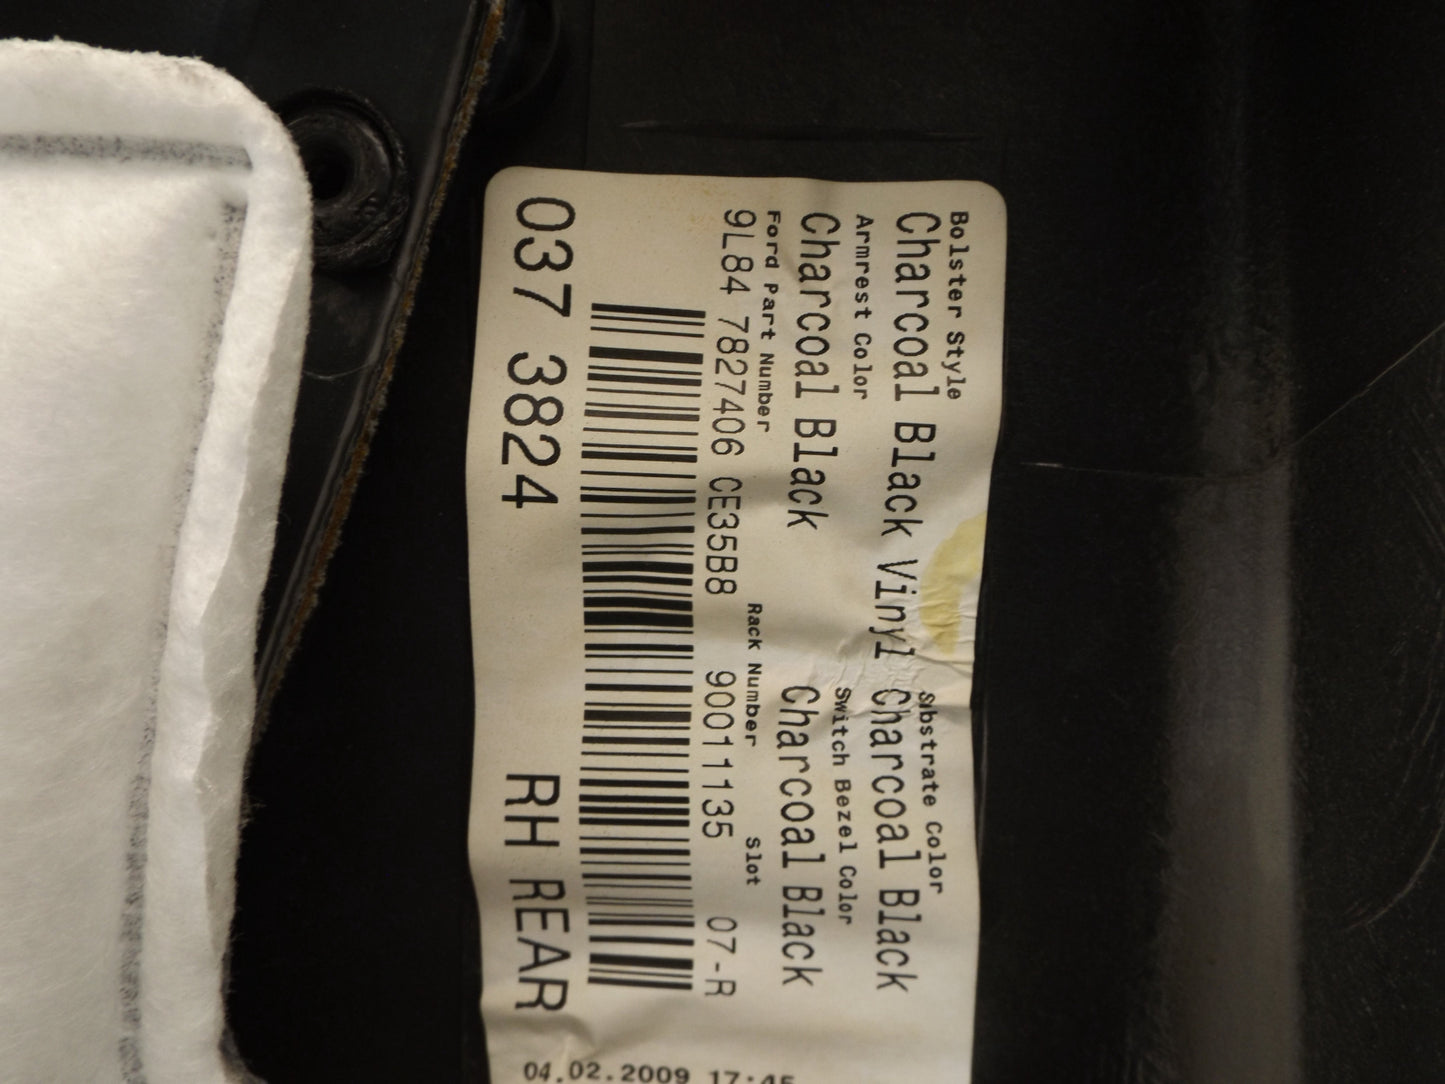 Bolster Style
Charcoal Black Vinyl
Substrate Color
Charcoal Black
Armrest Color
Charcoal Black
Switch Bezel Color
Charcoal Black
Ford Part Number
9L84 7827406 CE35B8
Rack Number
9001135
Slot
07-R
037 3824
RH REAR
04.02.2009 17:45